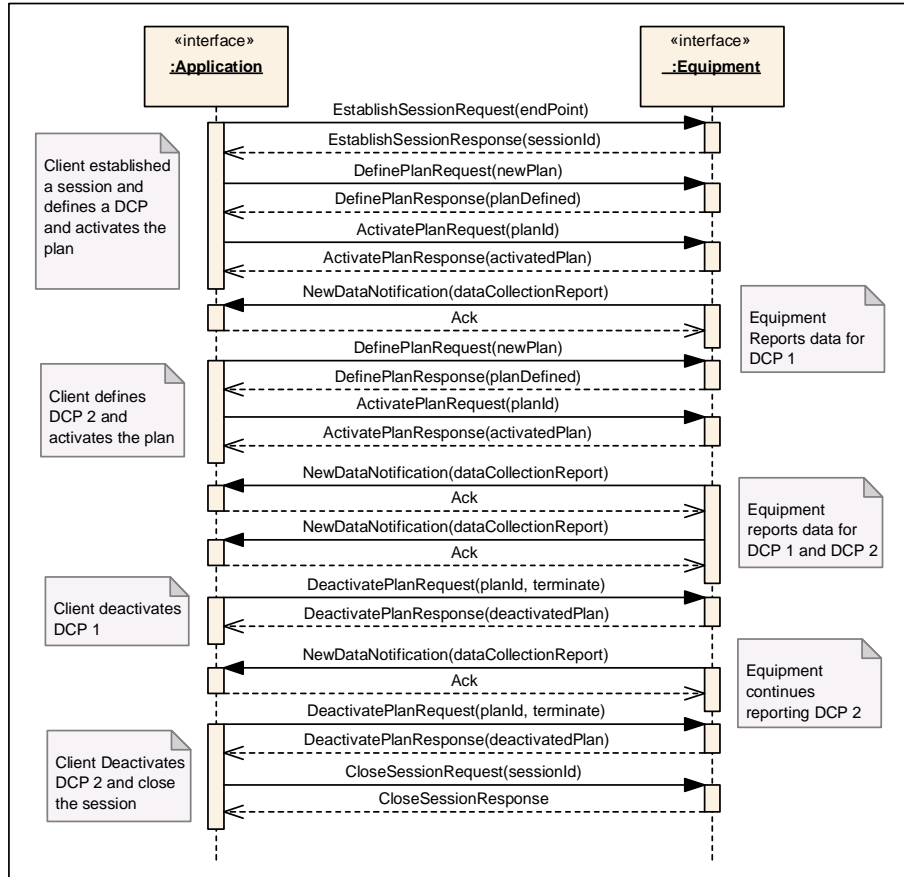 «interface»
:Application
«interface»
:Equipment
EstablishSessionRequest(endPoint)
EstablishSessionResponse(sessionId)
Client established
a session and
defines a DCP
and activates the
plan
DefinePlanRequest(newPlan)
DefinePlanResponse(planDefined)
ActivatePlanRequest(planId)
ActivatePlanResponse(activatedPlan)
NewDataNotification(dataCollectionReport)
Ack
Equipment
Reports data for
DCP 1
DefinePlanRequest(newPlan)
DefinePlanResponse(planDefined)
Client defines
DCP 2 and
activates the plan
ActivatePlanRequest(planId)
ActivatePlanResponse(activatedPlan)
NewDataNotification(dataCollectionReport)
Ack
Equipment
reports data for
DCP 1 and DCP 2
NewDataNotification(dataCollectionReport)
Ack
DeactivatePlanRequest(planId, terminate)
Client deactivates
DCP 1
DeactivatePlanResponse(deactivatedPlan)
NewDataNotification(dataCollectionReport)
Ack
Equipment
continues
reporting DCP 2
DeactivatePlanRequest(planId, terminate)
DeactivatePlanResponse(deactivatedPlan)
Client Deactivates
DCP 2 and close
the session
CloseSessionRequest(sessionId)
CloseSessionResponse